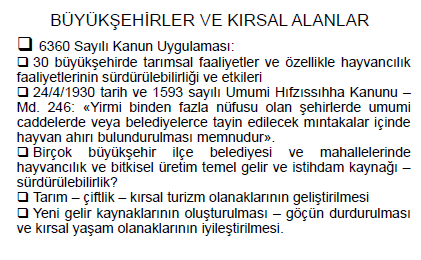 BÜYÜKŞEHİRLER VE KIRSAL ALANLAR
❑ 6360 Sayılı Kanun Uygulaması:
❑ 30 büyükşehirde tarımsal faaliyetler ve özellikle hayvancılık
faaliyetlerinin sürdürülebilirliği ve etkileri
❑ 24/4/1930 tarih ve 1593 sayılı Umumi Hıfzıssıhha Kanunu –
Md. 246: «Yirmi binden fazla nüfusu olan şehirlerde umumi
caddelerde veya belediyelerce tayin edilecek mıntakalar içinde
hayvan ahırı bulundurulması memnudur».
❑ Birçok büyükşehir ilçe belediyesi ve mahallelerinde
hayvancılık ve bitkisel üretim temel gelir ve istihdam kaynağı –
sürdürülebilirlik?
❑ Tarım – çiftlik – kırsal turizm olanaklarının geliştirilmesi
❑ Yeni gelir kaynaklarının oluşturulması – göçün durdurulması
ve kırsal yaşam olanaklarının iyileştirilmesi.